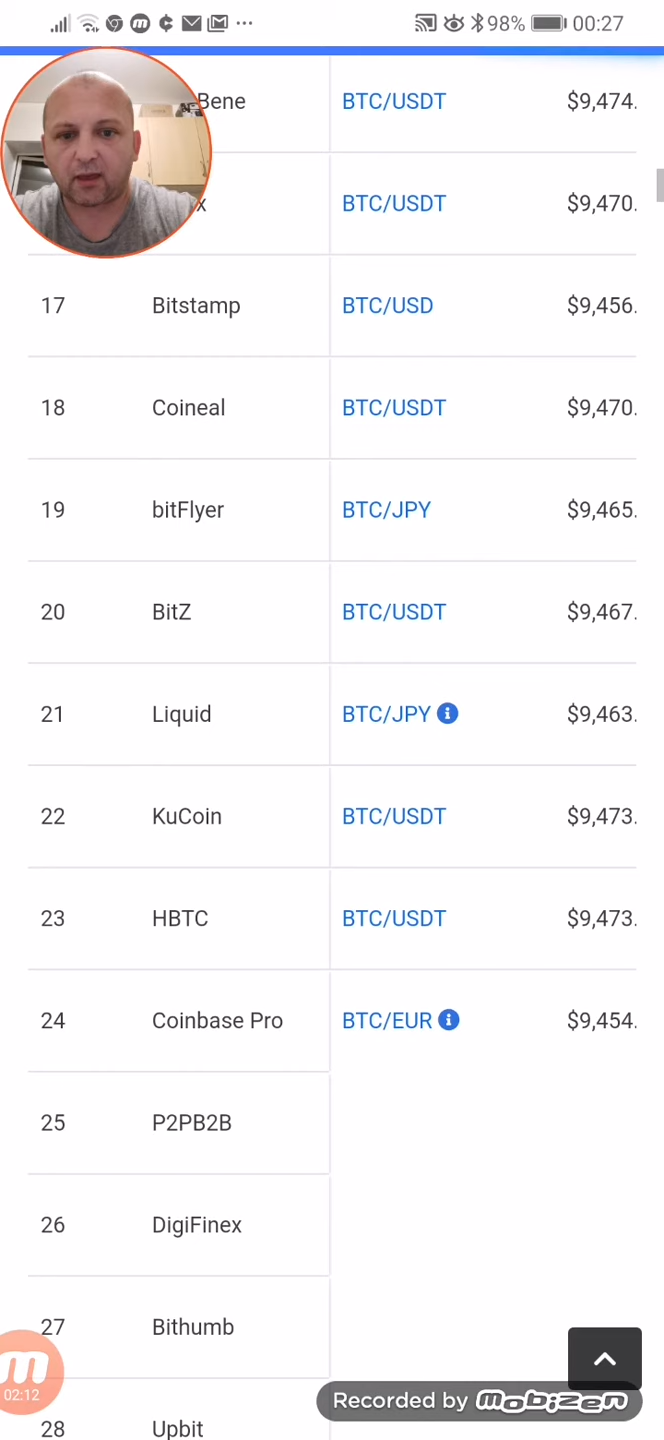 98% 00:27
Bene BTC/USDT $9,474.
x BTC/USDT $9,470.
17 Bitstamp BTC/USD $9,456.
18 Coineal BTC/USDT $9,470.
19 bitFlyer BTC/JPY $9,465.
20 BitZ BTC/USDT $9,467.
21 Liquid BTC/JPY $9,463.
22 KuCoin BTC/USDT $9,473.
23 HBTC BTC/USDT $9,473.
24 Coinbase Pro BTC/EUR $9,454.
25 P2PB2B
26 DigiFinex
27 Bithumb
02:12
Recorded by mobizen
28 Upbit